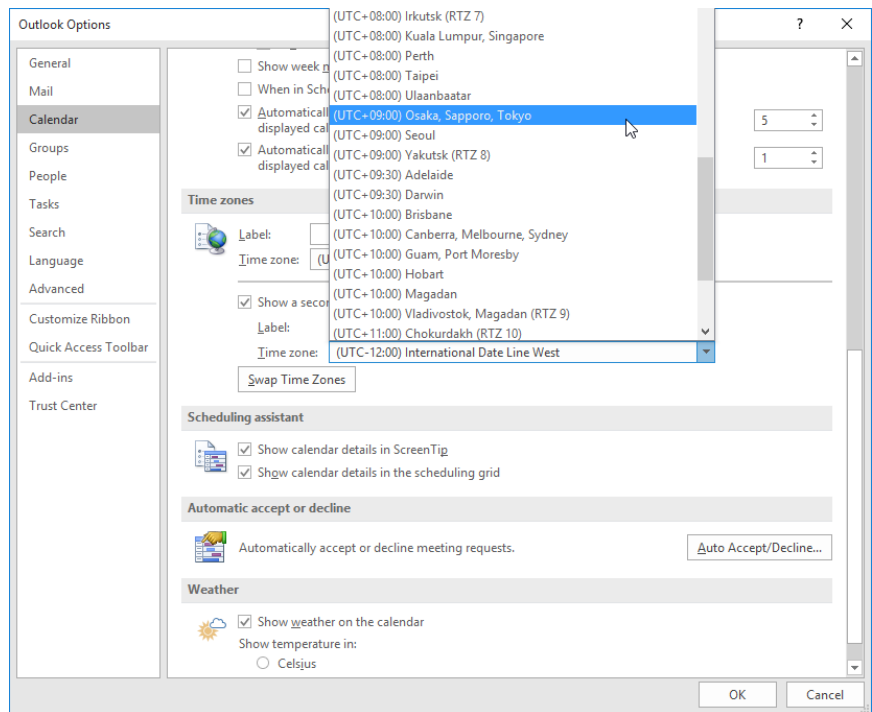 Outlook Options
?
General
Mail
Calendar
Groups
People
Tasks
Search
Language
Advanced
Customize Ribbon
Quick Access Toolbar
Add-ins
Trust Center
Show week
When in
Automatically
displayed
5
Automatically
displayed
1
Time zones
Label:
Time zone:
Show a
Label:
Time zone: (UTC-12:00) International Date Line West
(UTC+08:00) Irkutsk (RTZ 7)
(UTC+08:00) Kuala Lumpur, Singapore
(UTC+08:00) Perth
(UTC+08:00) Taipei
(UTC+08:00) Ulaanbaatar
(UTC+09:00) Osaka, Sapporo, Tokyo
(UTC+09:00) Seoul
(UTC+09:00) Yakutsk (RTZ 8)
(UTC+09:30) Adelaide
(UTC+09:30) Darwin
(UTC+10:00) Brisbane
(UTC+10:00) Canberra, Melbourne, Sydney
(UTC+10:00) Guam, Port Moresby
(UTC+10:00) Hobart
(UTC+10:00) Magadan
(UTC+10:00) Vladivostok, Magadan (RTZ 9)
(UTC+11:00) Chokurdakh (RTZ 10)
Swap Time Zones
Scheduling assistant
Show calendar details in ScreenTip
Show calendar details in the scheduling grid
Automatic accept or decline
Automatically accept or decline meeting requests.
Auto Accept/Decline...
Weather
Show weather on the calendar
Show temperature in:
Celsius
OK
Cancel